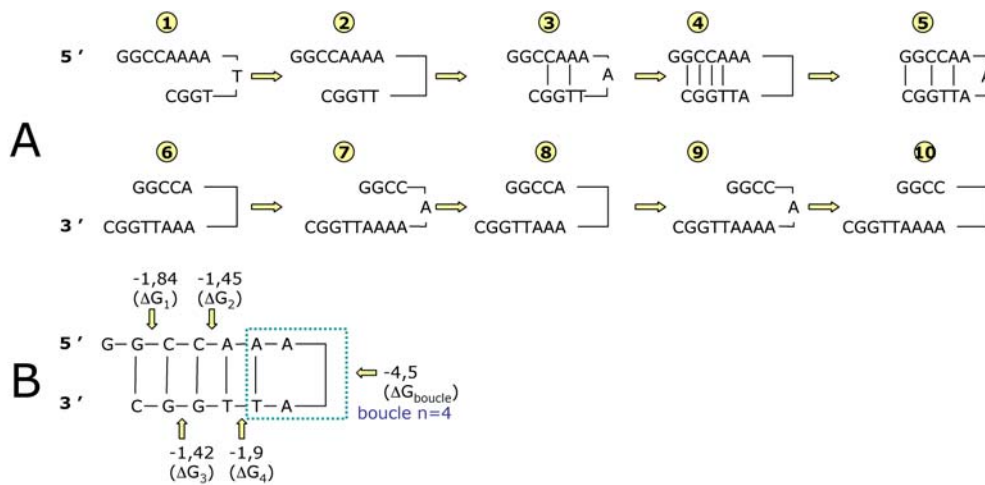 1 2 3 4 5
5 ' GGCCAAAA GGCCAAAA GGCCAAA GGCCAAA GGCCAA
T A A
CGGT CGGTT CGGTT CGGTTA CGGTTA
A
6 7 8 9 10
GGCCA GGCC GGCCA GGCC GGCC
A A
3 ' CGGTTAAA CGGTTAAAA CGGTTAAA CGGTTAAAA CGGTTAAAA
-1,84 -1,45
(ΔG1) (ΔG2)
5 ' G G C C A A A
-4,5
B (ΔGboucle)
3 ' C G G T T A boucle n=4
-1,42 -1,9
(ΔG3) (ΔG4)